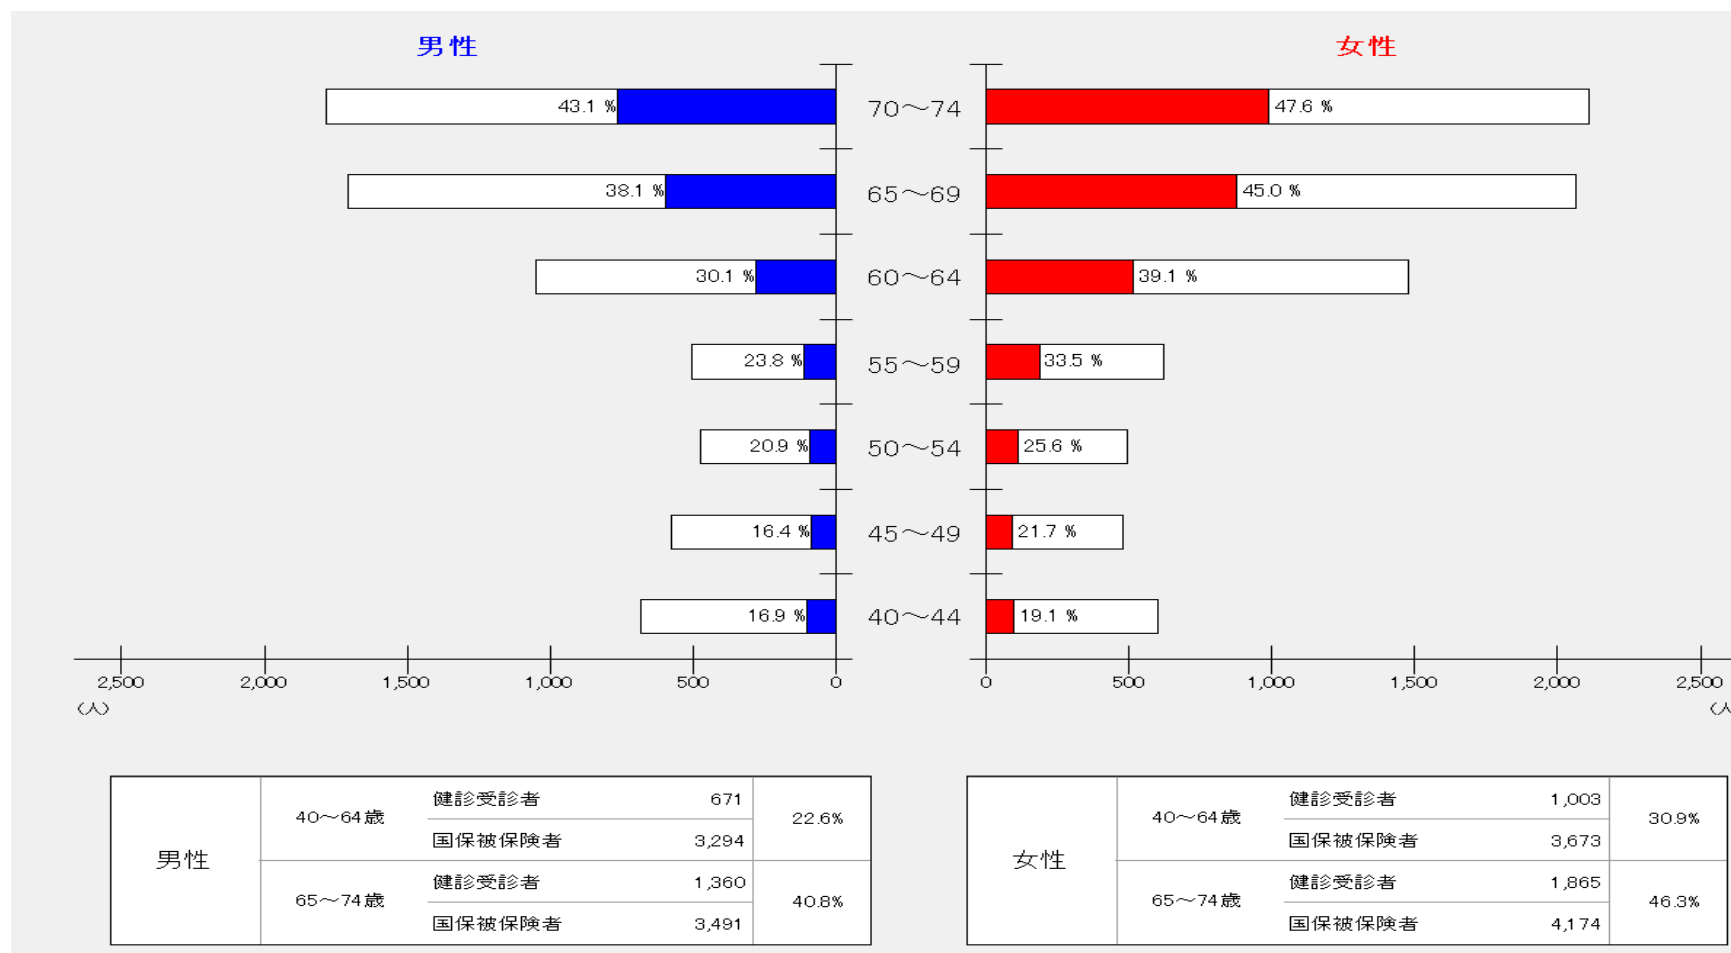 男性 女性
43.1 % 70～74 47.6 %
38.1 % 65～69 45.0 %
30.1 % 60～64 39.1 %
23.8 % 55～59 33.5 %
20.9 % 50～54 25.6 %
16.4 % 45～49 21.7 %
16.9 % 40～44 19.1 %
2,500 2,000 1,500 1,000 500 0 0 500 1,000 1,500 2,000 2,500
(人) (人
男性
40～64歳
健診受診者 671
国保被保険者 3,294
22.6%
65～74歳
健診受診者 1,360
国保被保険者 3,491
40.8%
女性
40～64歳
健診受診者 1,003
国保被保険者 3,673
30.9%
65～74歳
健診受診者 1,865
国保被保険者 4,174
46.3%